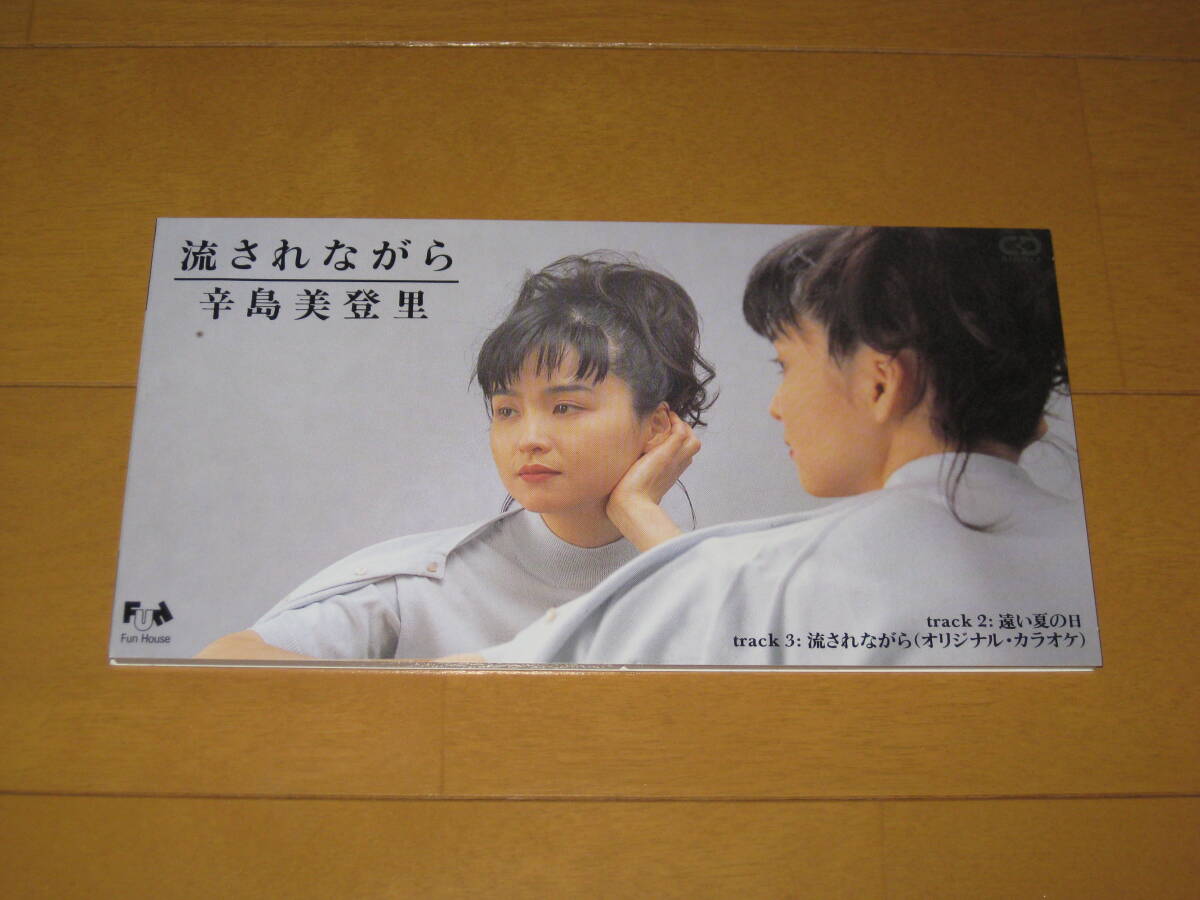 流されながら
辛島美登里
track 2: 遠い夏の日
track 3: 流されながら(オリジナル・カラオケ)
Fun
Fun House